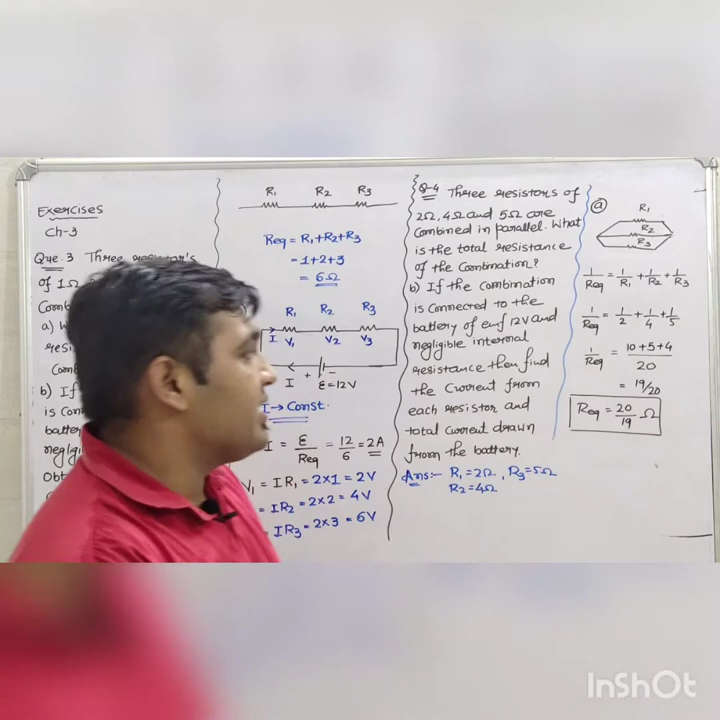 Exercises
Ch-3
Que.3 Three resistor's
of 1Ω
a)
b) If
is con
R1 R2 R3
Req = R1+R2+R3
= 1+2+3
= 6Ω
R1 R2 R3
I V1 V2 V3
I + − ε=12V
I → Const.
I = ε/Req = 12/6 = 2A
V1 = IR1 = 2×1 = 2V
= IR2 = 2×2 = 4V
= IR3 = 2×3 = 6V
Q-4 Three resistors of
2Ω, 4Ω and 5Ω are
Combined in parallel. What
is the total resistance
of the Combination?
b) If the combination
is connected to the
battery of emf 12V and
negligible internal
resistance then find
the current from
each resistor and
total current drawn
from the battery.
Ans:- R1=2Ω, R3=5Ω
R2=4Ω
a
R1
R2
R3
1/Req = 1/R1 + 1/R2 + 1/R3
1/Req = 1/2 + 1/4 + 1/5
1/Req = 10+5+4/20
= 19/20
Req = 20/19 Ω
InShOt